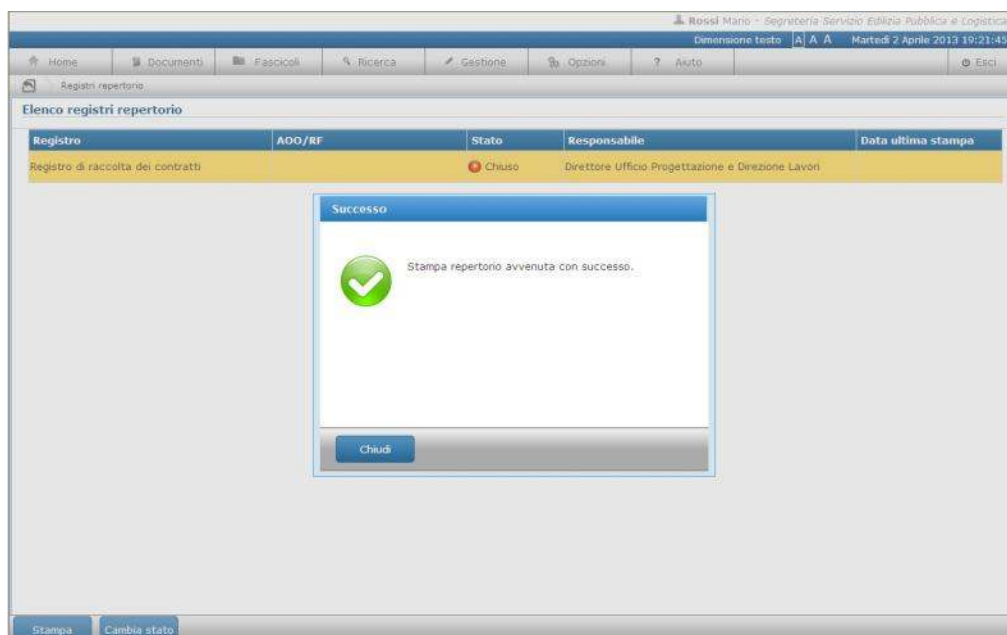 Rossi Mario - Segreteria Servizio Edilizia Pubblica e Logistica
Dimensione testo A A A Martedì 2 Aprile 2013 19:21:45
Home Documenti Fascicoli Ricerca Gestione Opzioni ? Aiuto Esci
Registri repertorio
Elenco registri repertorio
Registro AOO/RF Stato Responsabile Data ultima stampa
Registro di raccolta dei contratti Chiuso Direttore Ufficio Progettazione e Direzione Lavori
Successo
Stampa repertorio avvenuta con successo.
Chiudi
Stampa Cambia stato